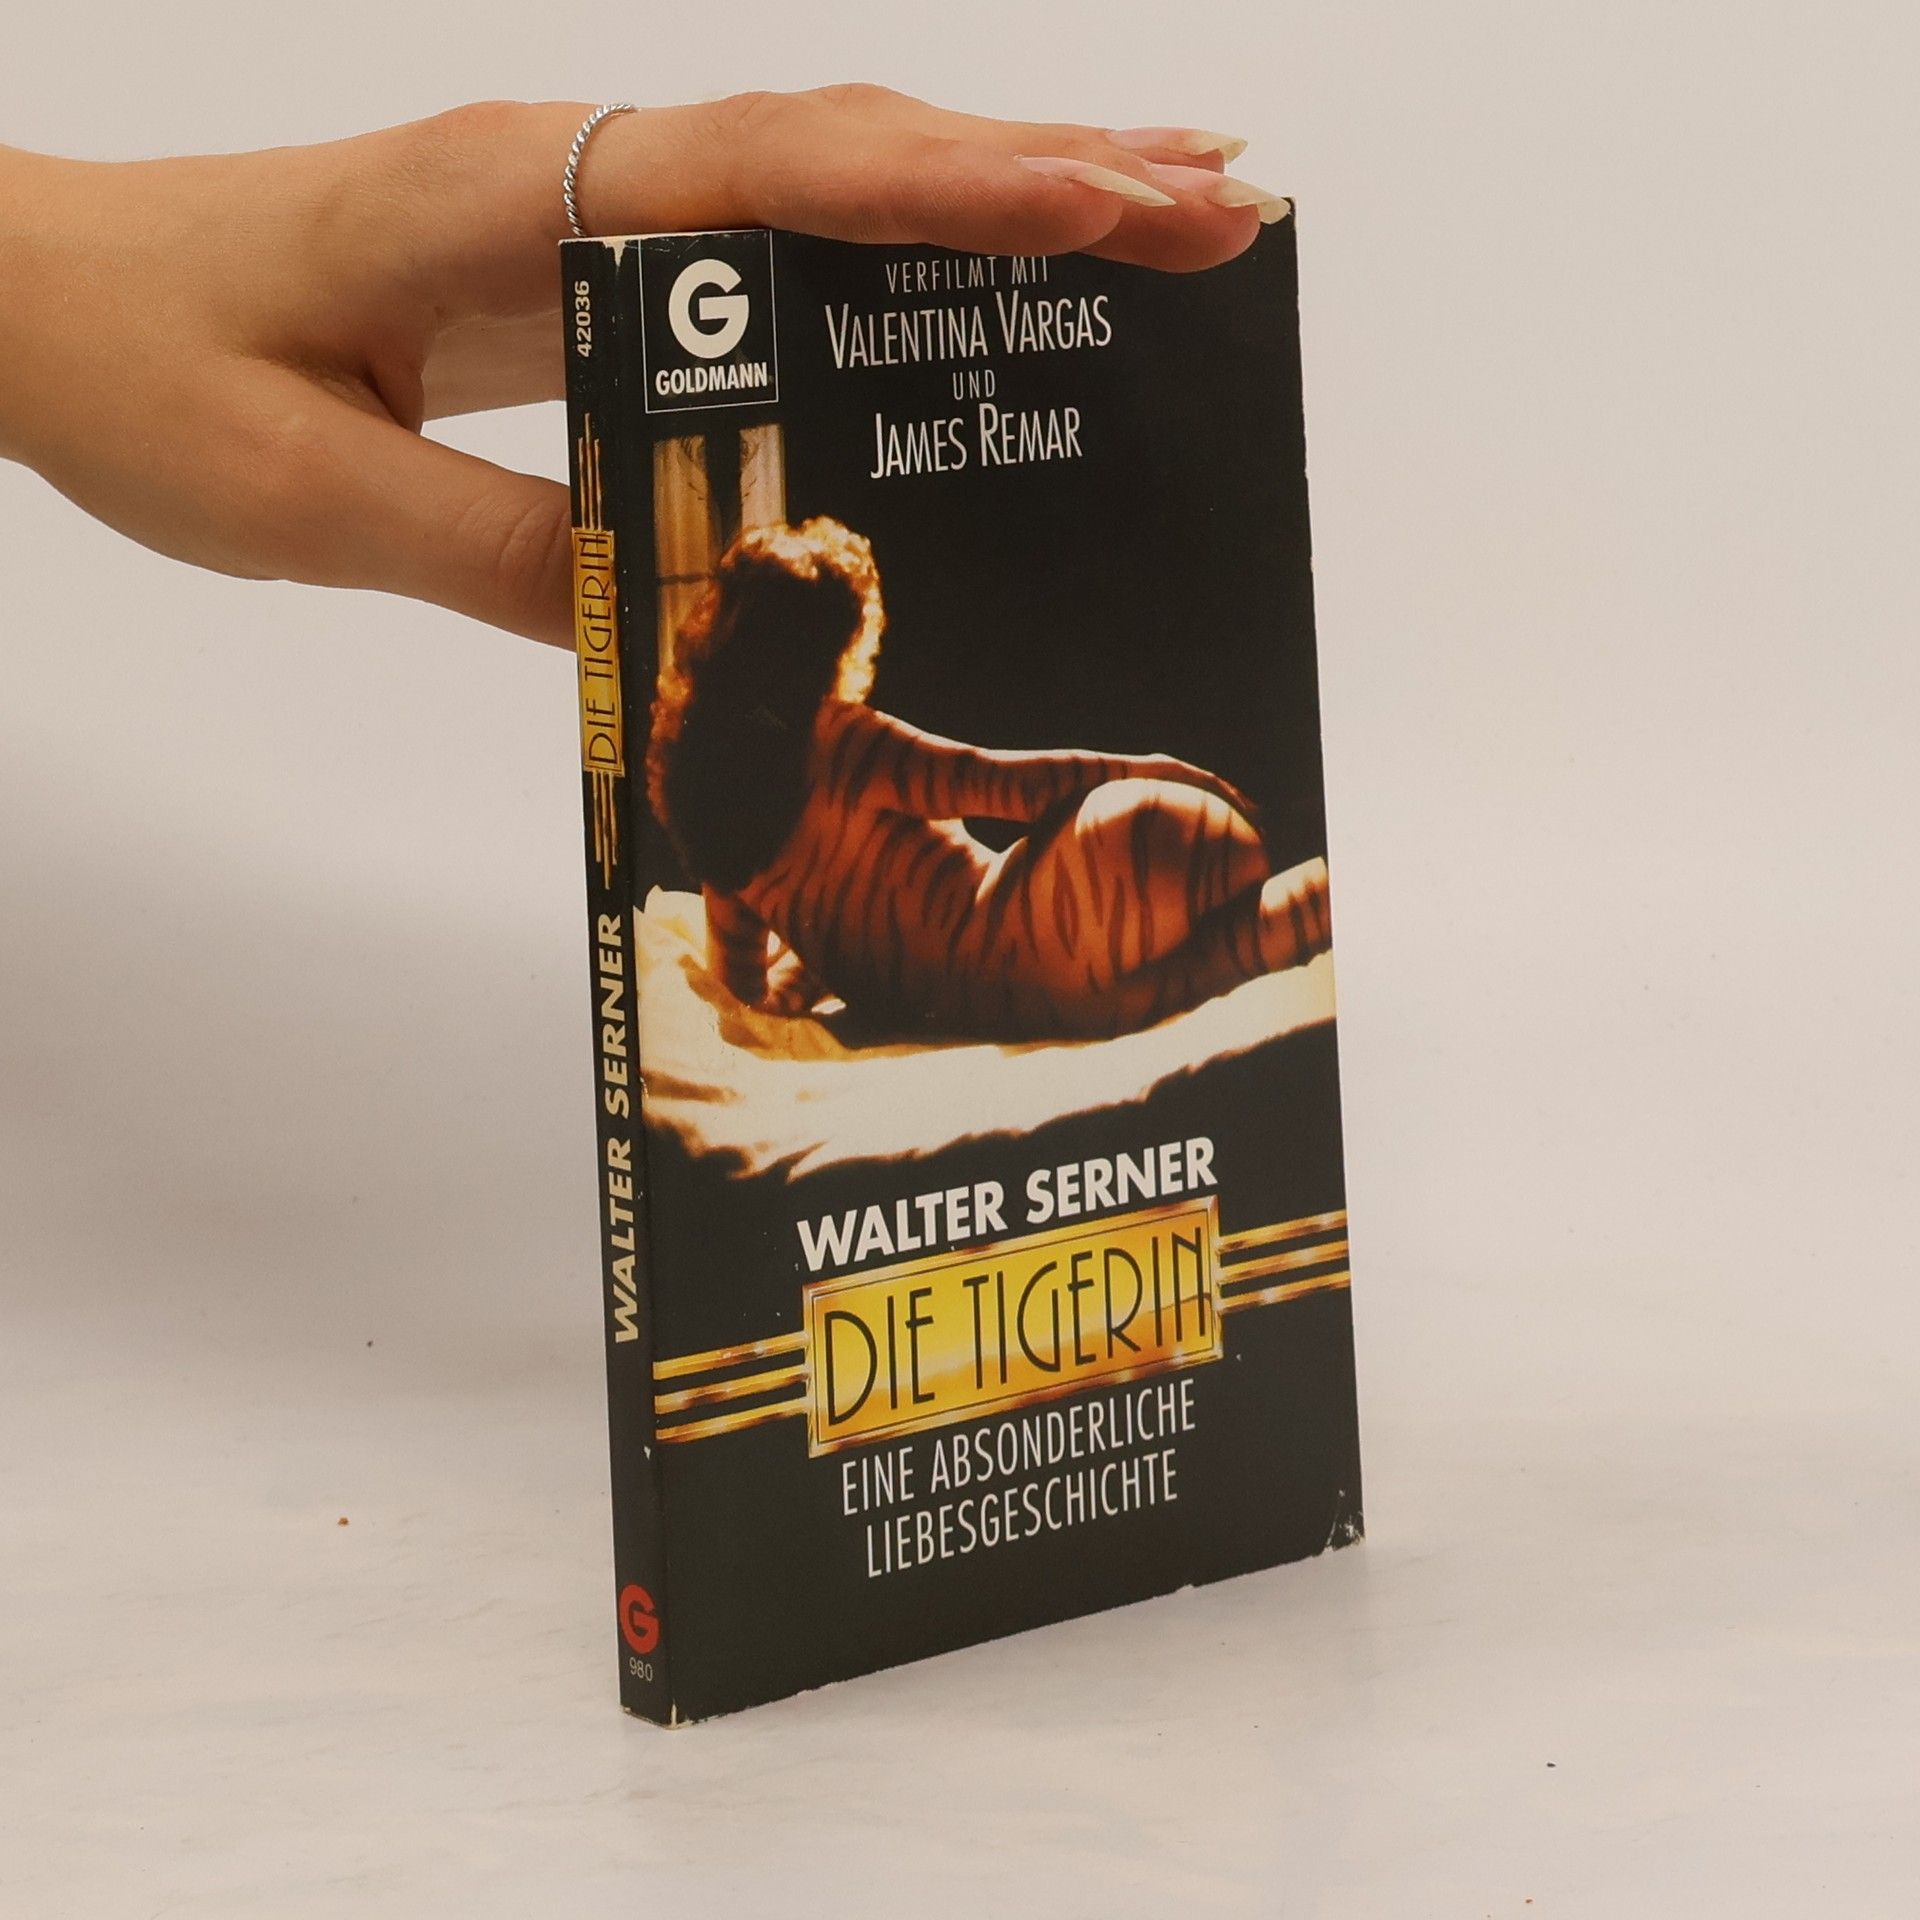 42036
DIE TIGERIN
WALTER SERNER
G
980
G
GOLDMANN
VERFILMT MIT
VALENTINA VARGAS
UND
JAMES REMAR
WALTER SERNER
DIE TIGERIN
EINE ABSONDERLICHE
LIEBESGESCHICHTE